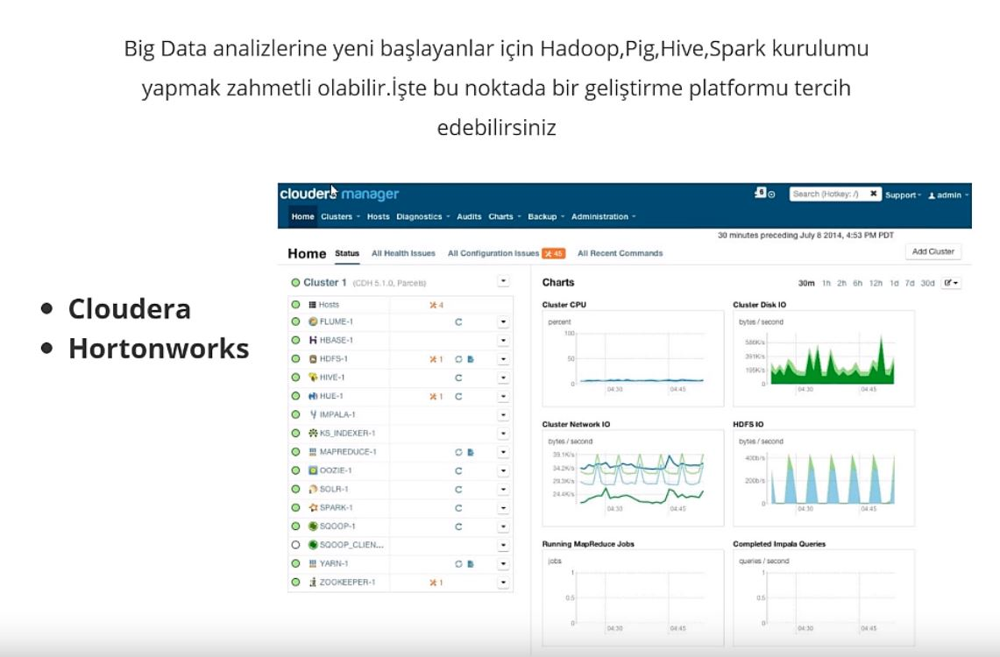 Big Data analizlerine yeni başlayanlar için Hadoop,Pig,Hive,Spark kurulumu
yapmak zahmetli olabilir.İşte bu noktada bir geliştirme platformu tercih
edebilirsiniz
• Cloudera
• Hortonworks
cloudera manager
6
Search (Hotkey: /)
Support
admin
Home Clusters Hosts Diagnostics Audits Charts Backup Administration
30 minutes preceding July 8 2014, 4:53 PM PDT
Home Status All Health Issues All Configuration Issues 45 All Recent Commands
Add Cluster
Cluster 1 (CDH 5.1.0, Parcels)
Hosts 4
FLUME-1
HBASE-1
HDFS-1 1
HIVE-1
HUE-1 1
IMPALA-1
KS_INDEXER-1
MAPREDUCE-1
OOZIE-1
SOLR-1
SPARK-1
SQOOP-1
SQOOP_CLIEN...
YARN-1
ZOOKEEPER-1 1
Charts
30m 1h 2h 6h 12h 1d 7d 30d
Cluster CPU
percent
100
50
0
04:30 04:45
Cluster Disk IO
bytes / second
586K/s
391K/s
195K/s
0
04:30 04:45
Cluster Network IO
bytes / second
39.1K/s
34.2K/s
29.3K/s
24.4K/s
04:30 04:45
HDFS IO
bytes / second
400b/s
200b/s
0
04:30 04:45
Running MapReduce Jobs
jobs
1
0.5
0
04:30 04:45
Completed Impala Queries
queries / second
1
0.5
0
04:30 04:45